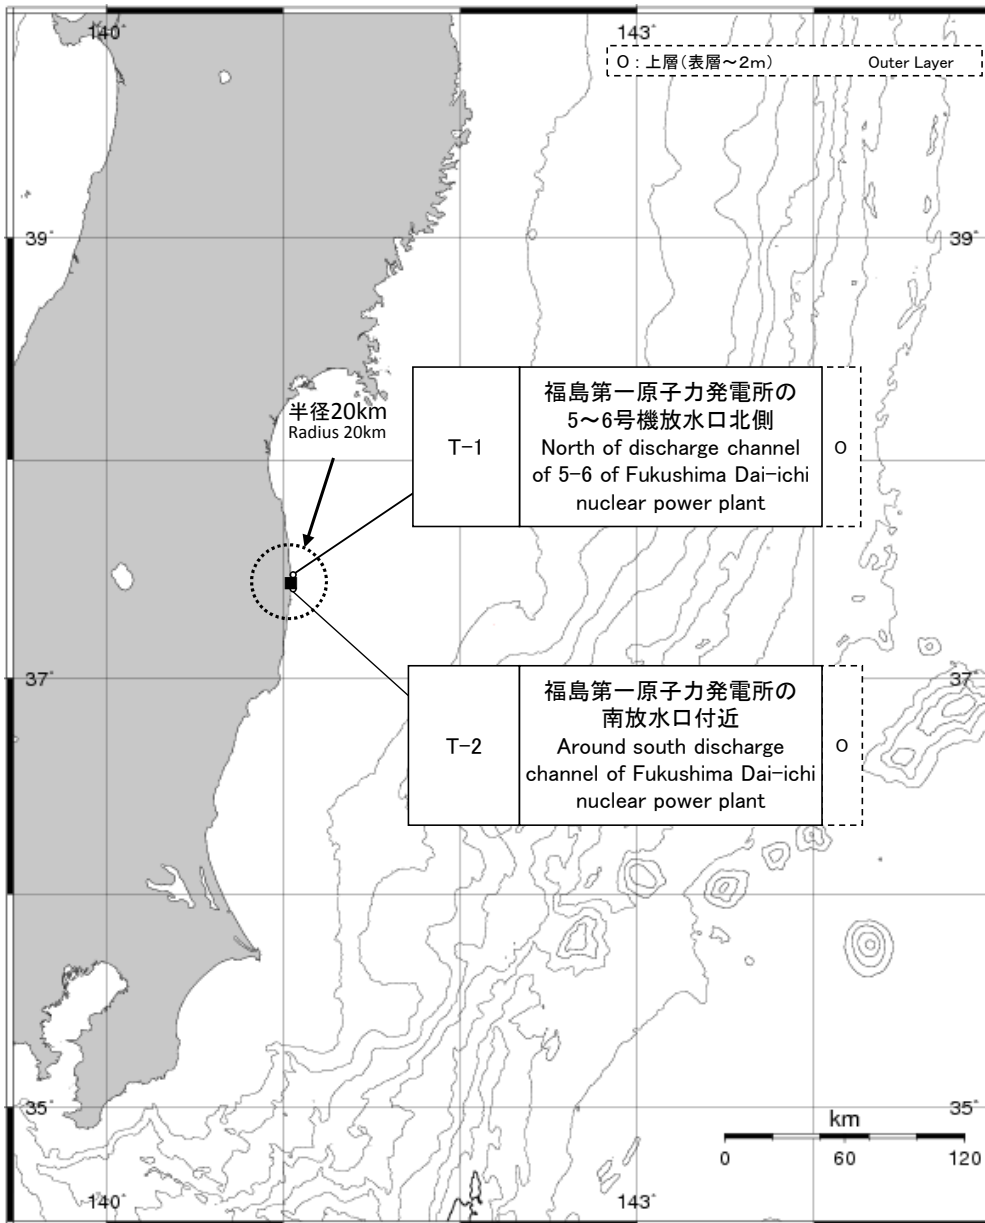 140°
143°
O : 上層(表層～2m) Outer Layer
39°
39°
半径20km
Radius 20km
T-1
福島第一原子力発電所の
5～6号機放水口北側
North of discharge channel
of 5-6 of Fukushima Dai-ichi
nuclear power plant
O
37°
37°
T-2
福島第一原子力発電所の
南放水口付近
Around south discharge
channel of Fukushima Dai-ichi
nuclear power plant
O
35°
35°
km
0 60 120
140°
143°